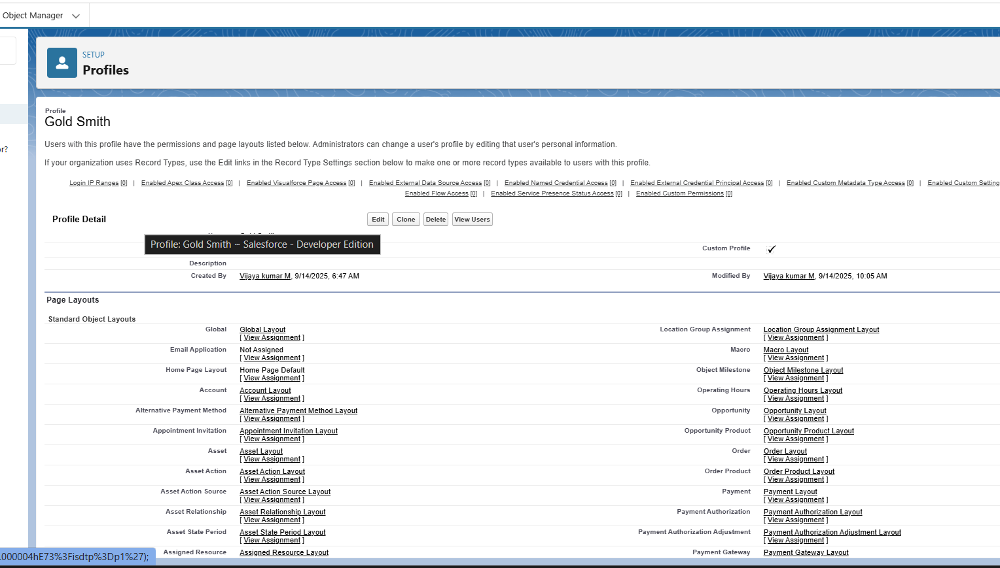 Object Manager
SETUP
Profiles
Profile
Gold Smith
Users with this profile have the permissions and page layouts listed below. Administrators can change a user's profile by editing that user's personal information.
If your organization uses Record Types, use the Edit links in the Record Type Settings section below to make one or more record types available to users with this profile.
or?
Login IP Ranges [0] | Enabled Apex Class Access [0] | Enabled Visualforce Page Access [0] | Enabled External Data Source Access [0] | Enabled Named Credential Access [0] | Enabled External Credential Principal Access [0] | Enabled Custom Metadata Type Access [0] | Enabled Custom Setting
Enabled Flow Access [0] | Enabled Service Presence Status Access [0] | Enabled Custom Permissions [0]
Profile Detail Edit Clone Delete View Users
Profile: Gold Smith ~ Salesforce - Developer Edition
Custom Profile ✓
Description
Created By Vijaya kumar M, 9/14/2025, 6:47 AM Modified By Vijaya kumar M, 9/14/2025, 10:05 AM
Page Layouts
Standard Object Layouts
Global Global Layout Location Group Assignment Location Group Assignment Layout
[ View Assignment ] [ View Assignment ]
Email Application Not Assigned Macro Macro Layout
[ View Assignment ] [ View Assignment ]
Home Page Layout Home Page Default Object Milestone Object Milestone Layout
[ View Assignment ] [ View Assignment ]
Account Account Layout Operating Hours Operating Hours Layout
[ View Assignment ] [ View Assignment ]
Alternative Payment Method Alternative Payment Method Layout Opportunity Opportunity Layout
[ View Assignment ] [ View Assignment ]
Appointment Invitation Appointment Invitation Layout Opportunity Product Opportunity Product Layout
[ View Assignment ] [ View Assignment ]
Asset Asset Layout Order Order Layout
[ View Assignment ] [ View Assignment ]
Asset Action Asset Action Layout Order Product Order Product Layout
[ View Assignment ] [ View Assignment ]
Asset Action Source Asset Action Source Layout Payment Payment Layout
[ View Assignment ] [ View Assignment ]
Asset Relationship Asset Relationship Layout Payment Authorization Payment Authorization Layout
[ View Assignment ] [ View Assignment ]
Asset State Period Asset State Period Layout Payment Authorization Adjustment Payment Authorization Adjustment Layout
[ View Assignment ] [ View Assignment ]
Assigned Resource Assigned Resource Layout Payment Gateway Payment Gateway Layout
000004hE73%3Fisdtp%3Dp1%27);